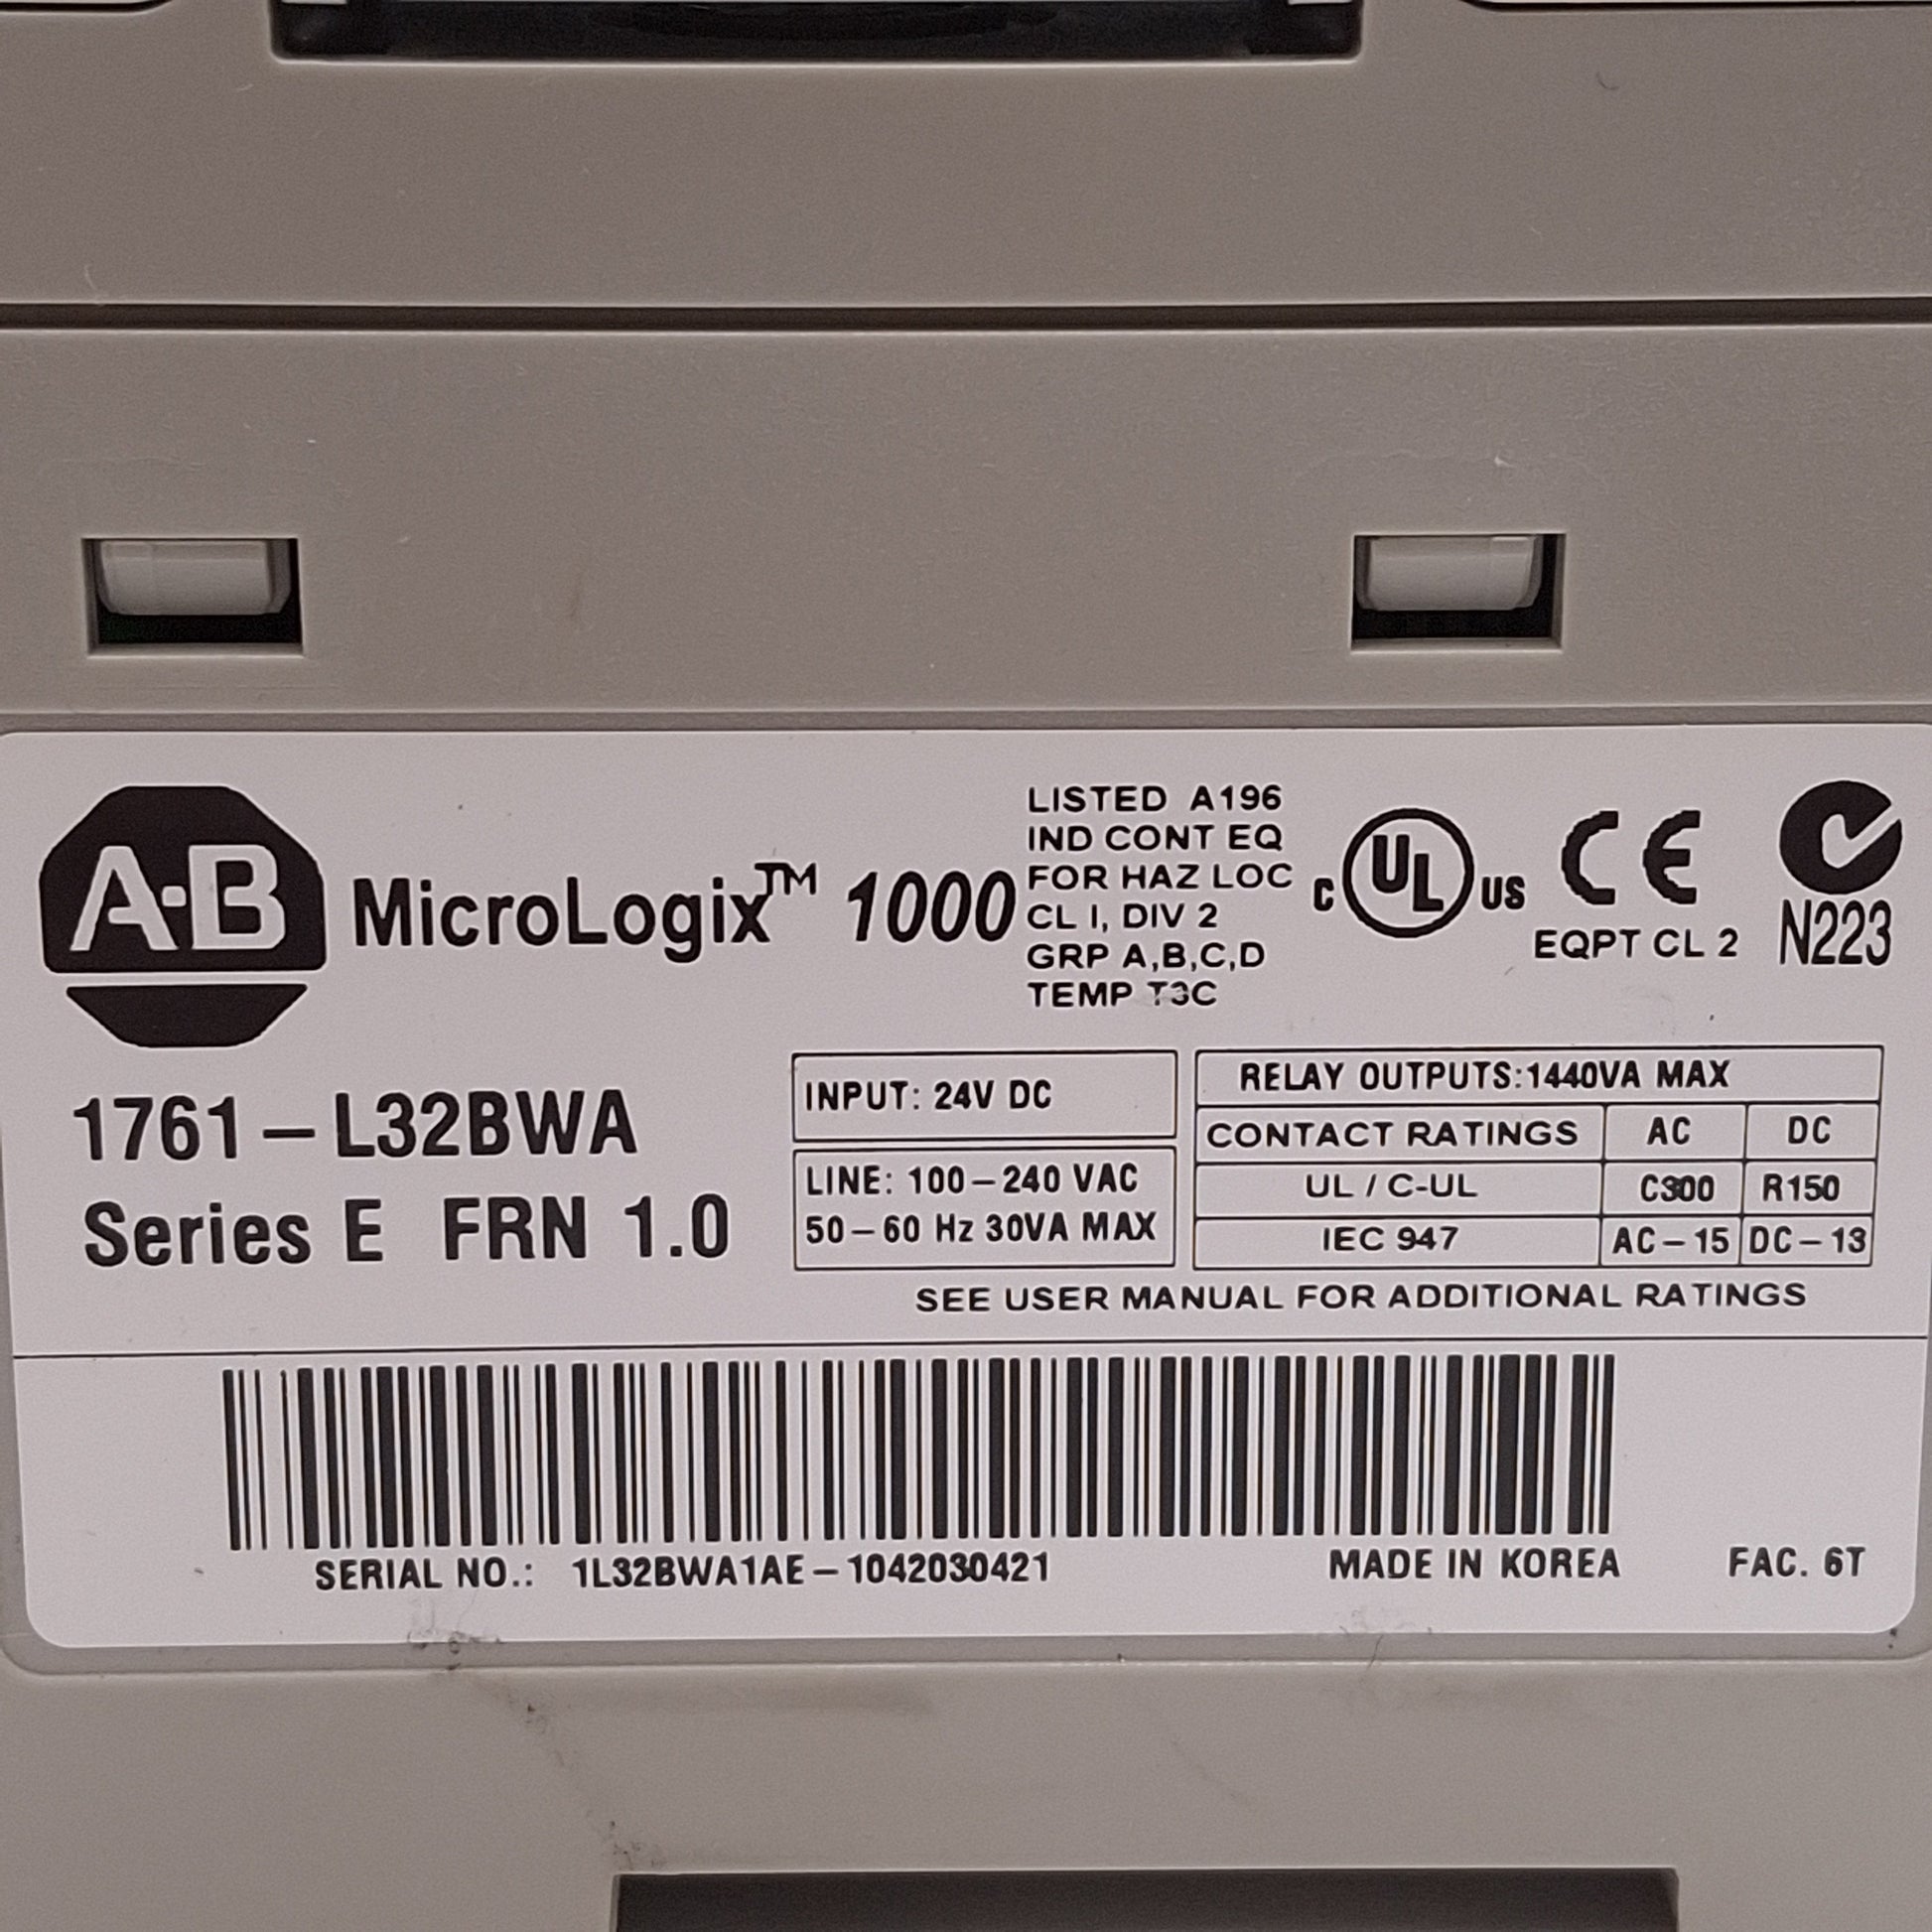 A-B
MicroLogix™ 1000
LISTED A196
IND CONT EQ
FOR HAZ LOC
CL I, DIV 2
GRP A,B,C,D
TEMP T3C
C UL US
CE
EQPT CL 2
N223
1761-L32BWA
Series E FRN 1.0
INPUT: 24V DC
LINE: 100-240 VAC
50-60 Hz 30VA MAX
RELAY OUTPUTS:1440VA MAX
CONTACT RATINGS AC DC
UL / C-UL C300 R150
IEC 947 AC-15 DC-13
SEE USER MANUAL FOR ADDITIONAL RATINGS
SERIAL NO.: 1L32BWA1AE-1042030421 MADE IN KOREA FAC. 6T